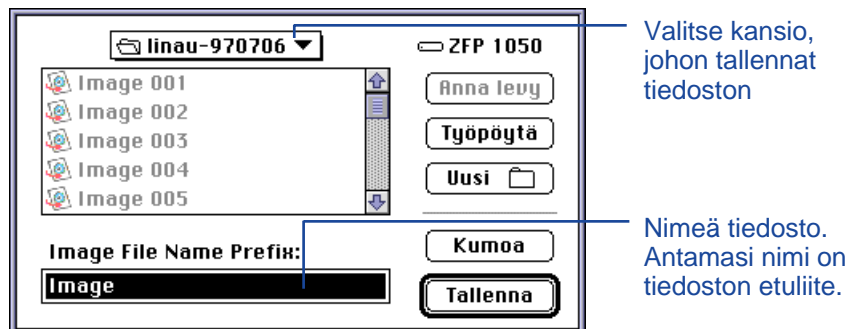 linau-970706
ZFP 1050
Image 001
Image 002
Image 003
Image 004
Image 005
Anna levy
Työpöytä
Uusi
Image File Name Prefix:
Image
Kumoa
Tallenna
Valitse kansio,
johon tallennat
tiedoston
Nimeä tiedosto.
Antamasi nimi on
tiedoston etuliite.